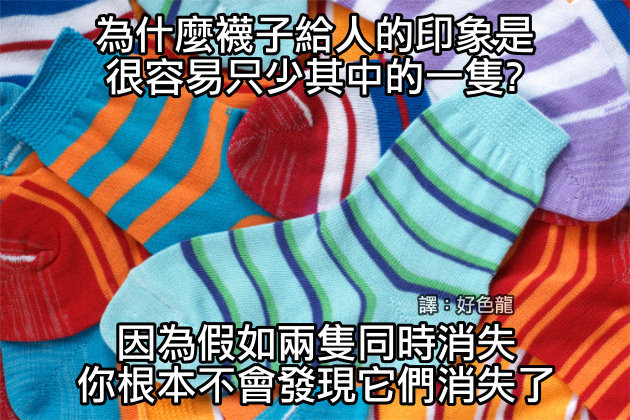 為什麼襪子給人的印象是
很容易只少其中的一隻?
譯：好色龍
因為假如兩隻同時消失
你根本不會發現它們消失了